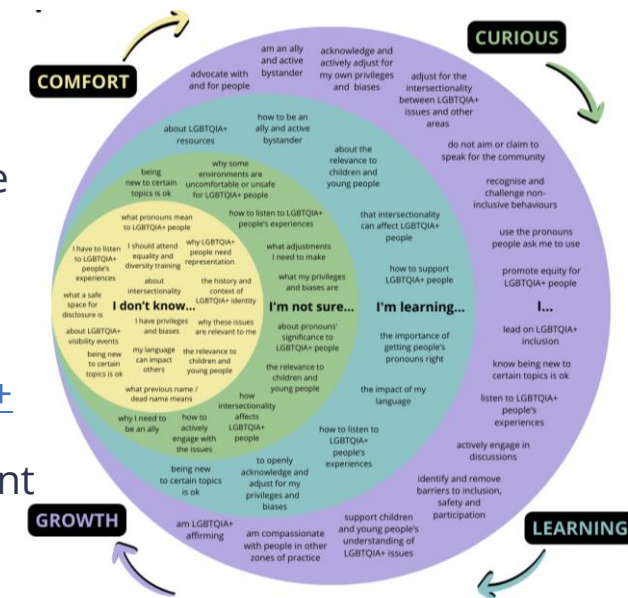 COMFORT
CURIOUS
am an ally
and active
bystander
acknowledge and
actively adjust for
my own privileges
and biases
advocate with
and for people
adjust for the
intersectionality
between LGBTQIA+
issues and other
areas
about LGBTQIA+
resources
how to be an
ally and active
bystander
about the
relevance to
children and
young people
do not aim or claim to
speak for the community
being
new to certain
topics is ok
why some
environments are
uncomfortable or unsafe
for LGBTQIA+ people
recognise and
challenge non-
inclusive behaviours
e
what pronouns mean
to LGBTQIA+ people
how to listen to LGBTQIA+
people's experiences
that intersectionality
can affect LGBTQIA+
people
use the pronouns
people ask me to use
I have to listen
to LGBTQIA+
people's
experiences
I should attend
equality and
diversity training
why LGBTQIA+
people need
representation
what adjustments
I need to make
how to support
LGBTQIA+ people
promote equity for
LGBTQIA+ people
about
intersectionality
the history and
context of
LGBTQIA+ identity
what my privileges
and biases are
what a safe
space for
disclosure is
I don't know...
I'm not sure...
I'm learning...
I...
I have privileges
and biases
why these issues
are relevant to me
about pronouns'
significance to
LGBTQIA+ people
the importance of
getting people's
pronouns right
lead on LGBTQIA+
inclusion
about LGBTQIA+
visibility events
my language
can impact
others
the relevance to
children and
young people
being new
to certain
topics is ok
the relevance to
children and
young people
know being new to
certain topics is ok
what previous name /
dead name means
the impact of my
language
listen to LGBTQIA+
people's
experiences
+
why I need to
be an ally
how to
actively
engage with
the issues
how
intersectionality
affects
LGBTQIA+
people
how to listen to
LGBTQIA+
people's
experiences
actively engage in
discussions
nt
being new
to certain topics
is ok
to openly
acknowledge and
adjust for my
privileges and
biases
identify and remove
barriers to inclusion,
safety and
participation
GROWTH
am LGBTQIA+
affirming
am compassionate
with people in other
zones of practice
support children
and young people's
understanding of
LGBTQIA+ issues
LEARNING